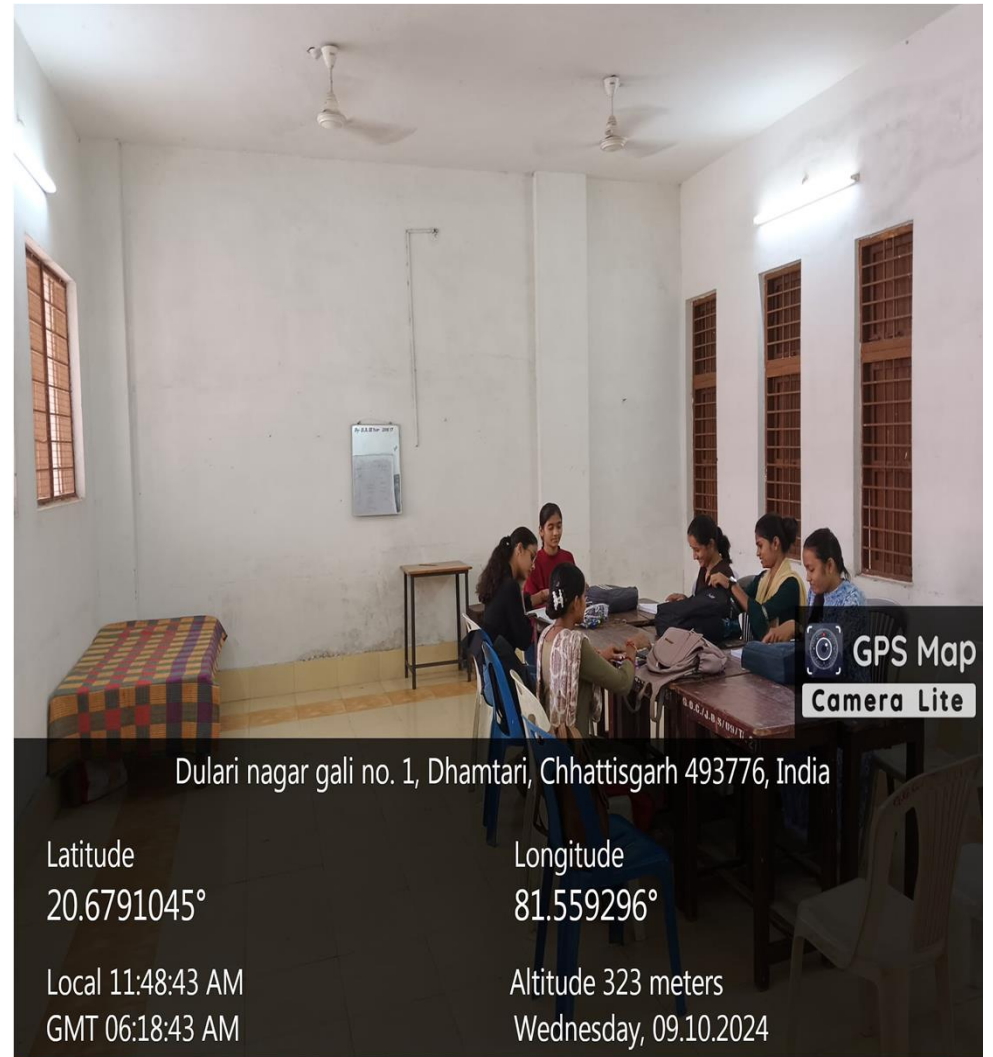 GPS Map
Camera Lite
Dulari nagar gali no. 1, Dhamtari, Chhattisgarh 493776, India
Latitude
20.6791045°
Longitude
81.559296°
Local 11:48:43 AM
GMT 06:18:43 AM
Altitude 323 meters
Wednesday, 09.10.2024